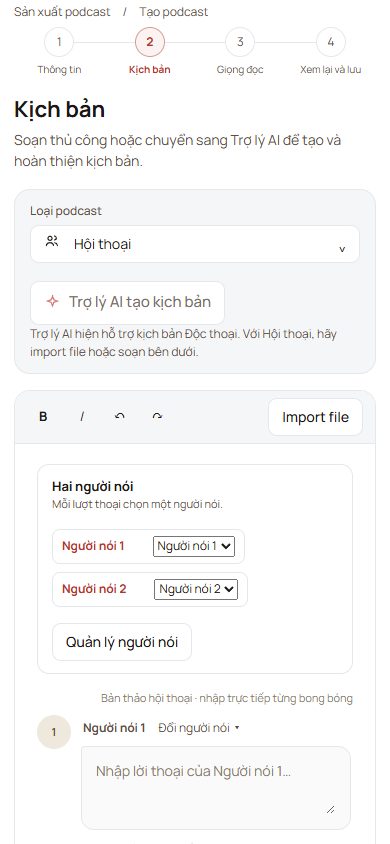 Sản xuất podcast / Tạo podcast
1 2 3 4
Thông tin Kịch bản Giọng đọc Xem lại và lưu
Kịch bản
Soạn thủ công hoặc chuyển sang Trợ lý AI để tạo và
hoàn thiện kịch bản.
Loại podcast
Hội thoại
Trợ lý AI tạo kịch bản
Trợ lý AI hiện hỗ trợ kịch bản Độc thoại. Với Hội thoại, hãy
import file hoặc soạn bên dưới.
B I Import file
Hai người nói
Mỗi lượt thoại chọn một người nói.
Người nói 1 Người nói 1
Người nói 2 Người nói 2
Quản lý người nói
Bản thảo hội thoại · nhập trực tiếp từng bong bóng
1 Người nói 1 Đổi người nói
Nhập lời thoại của Người nói 1...